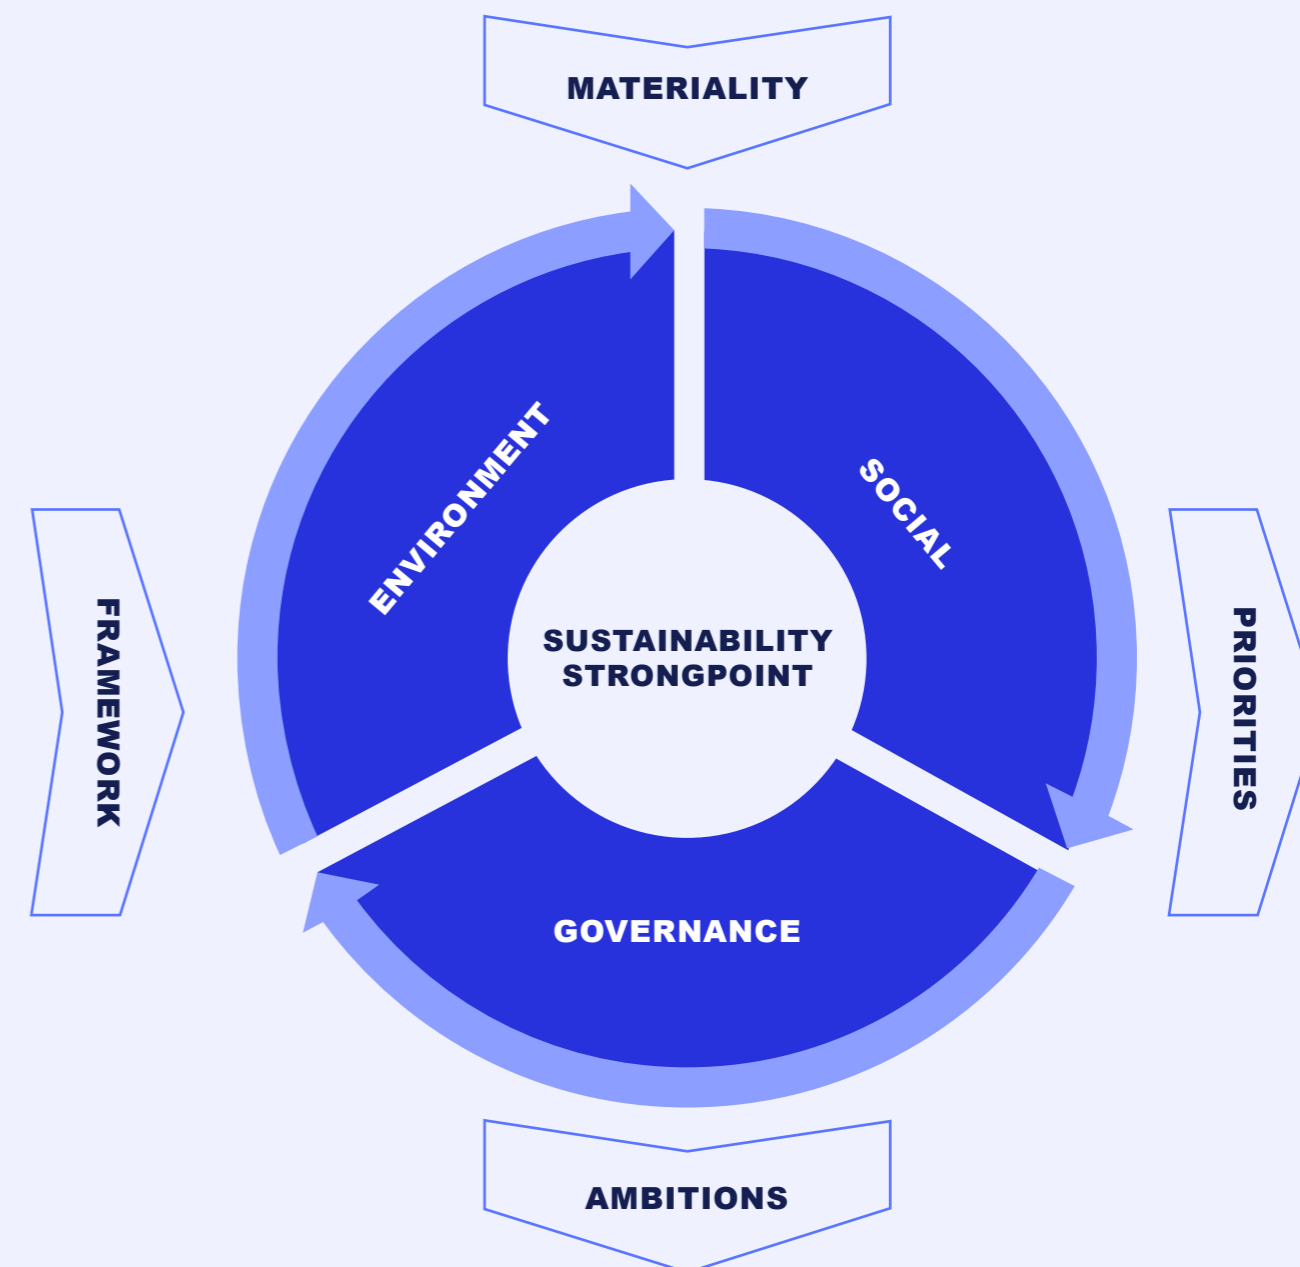 MATERIALITY
ENVIRONMENT
SOCIAL
FRAMEWORK
SUSTAINABILITY
STRONGPOINT
PRIORITIES
GOVERNANCE
AMBITIONS